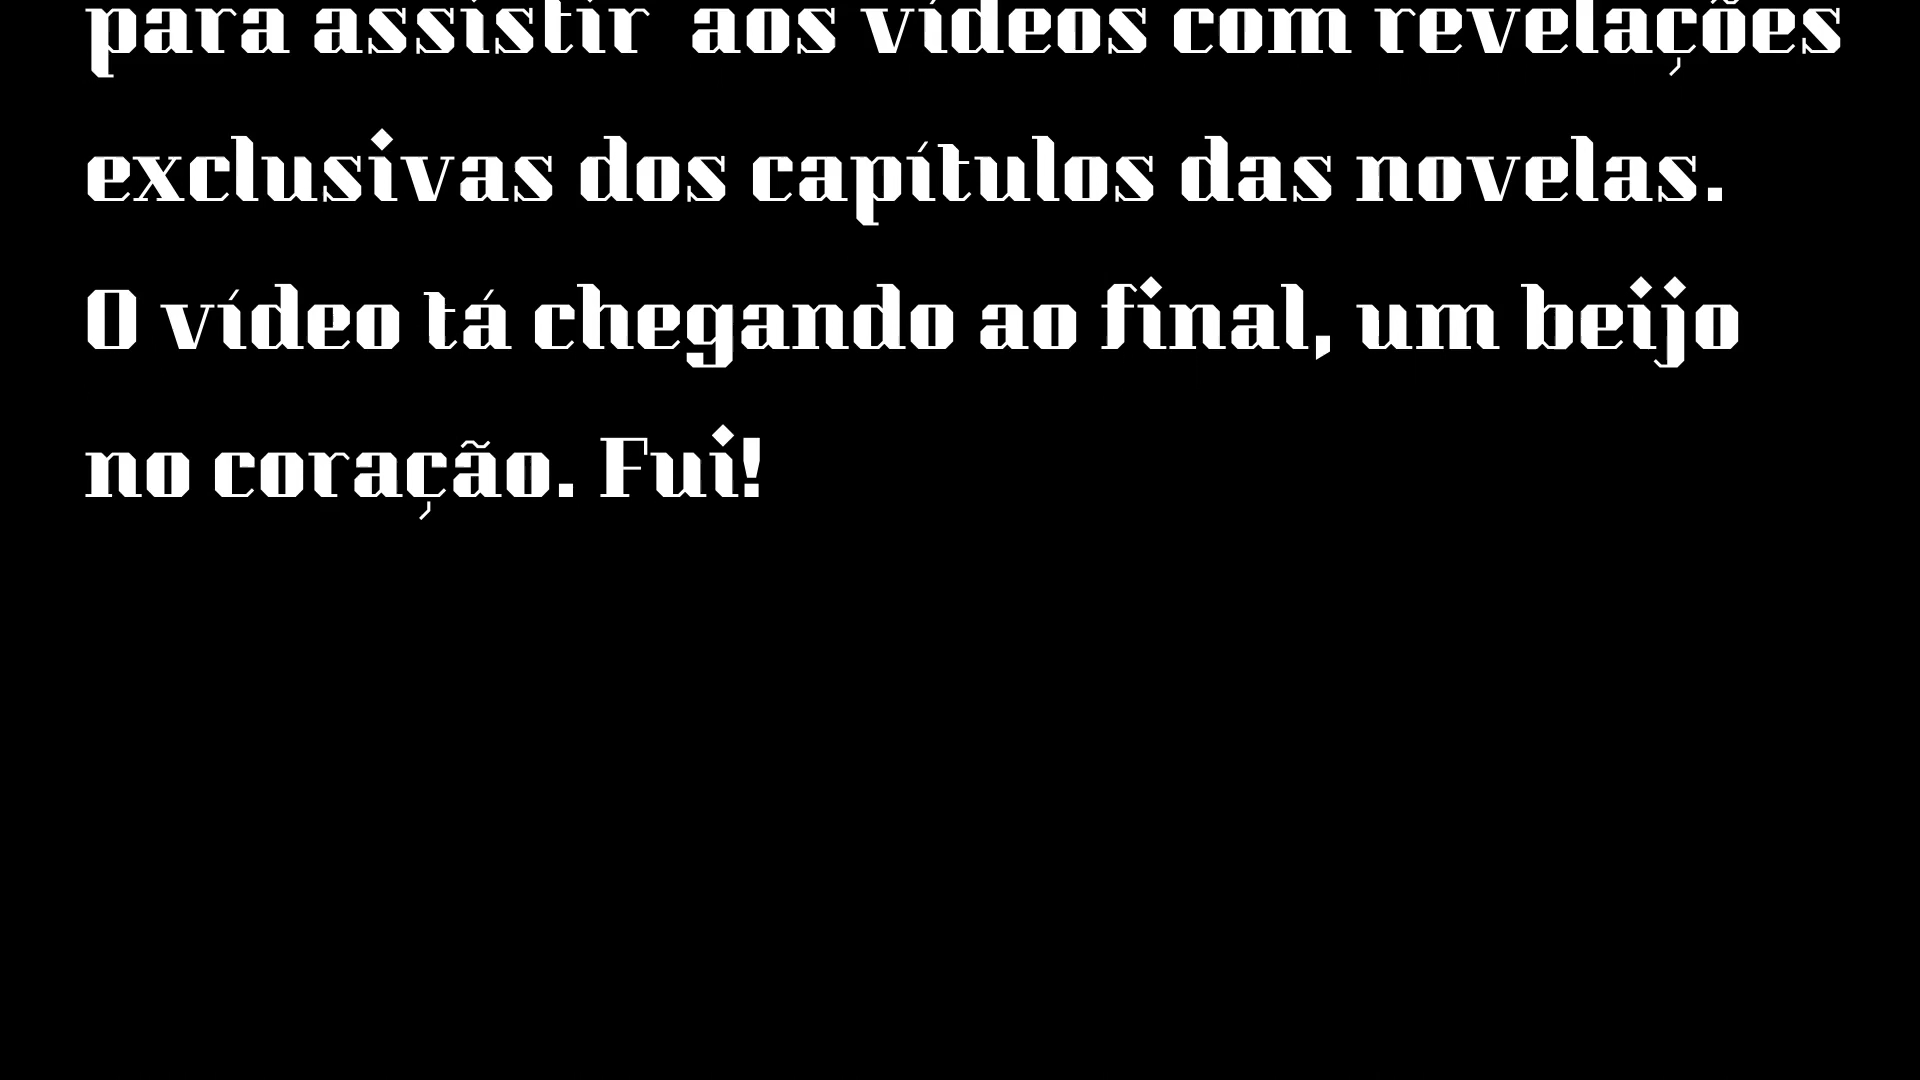 para assistir  aos vídeos com revelações
exclusivas dos capítulos das novelas.
O vídeo tá chegando ao final, um beijo
no coração. Fui!